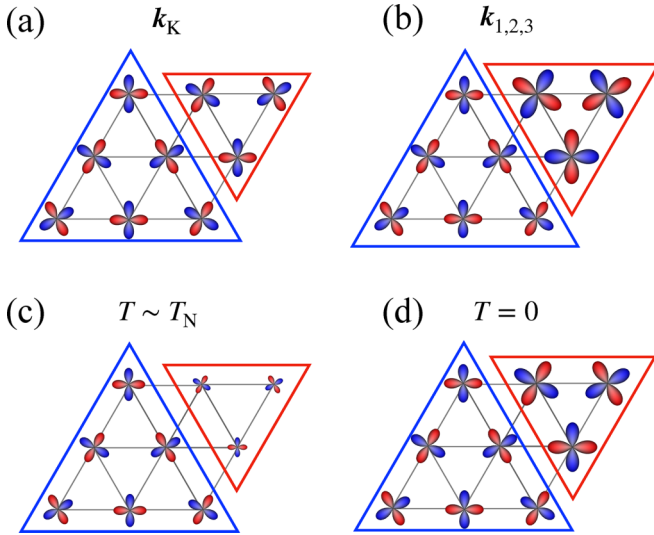 (a) 𝒌_K
(b) 𝒌_{1,2,3}
(c) T ~ T_N
(d) T = 0